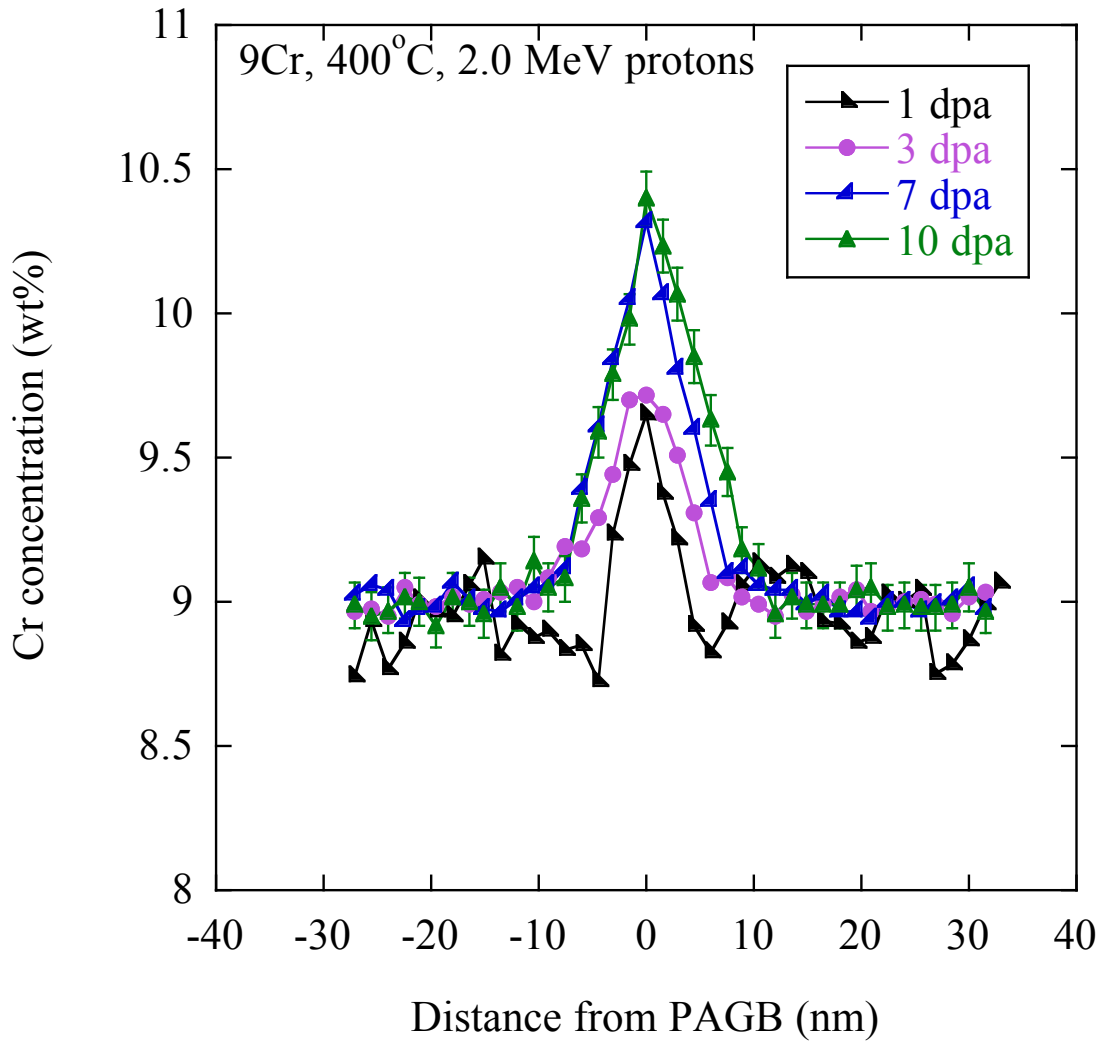 9Cr, 400°C, 2.0 MeV protons
1 dpa
3 dpa
7 dpa
10 dpa
11
10.5
10
9.5
9
8.5
8
Cr concentration (wt%)
-40 -30 -20 -10 0 10 20 30 40
Distance from PAGB (nm)